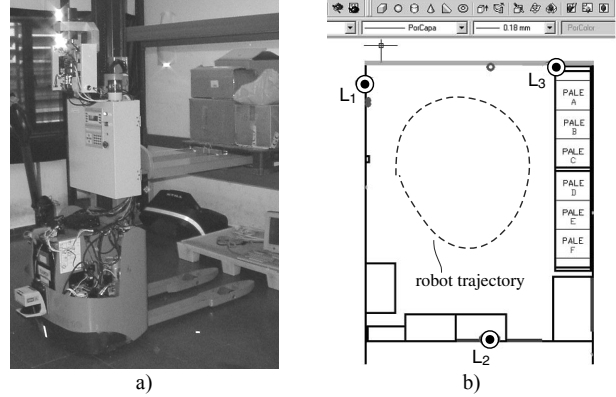 PorCapa
0.18 mm
PorColor
L1
L3
PALE
A
PALE
B
PALE
C
PALE
D
PALE
E
PALE
F
robot trajectory
L2
a)
b)